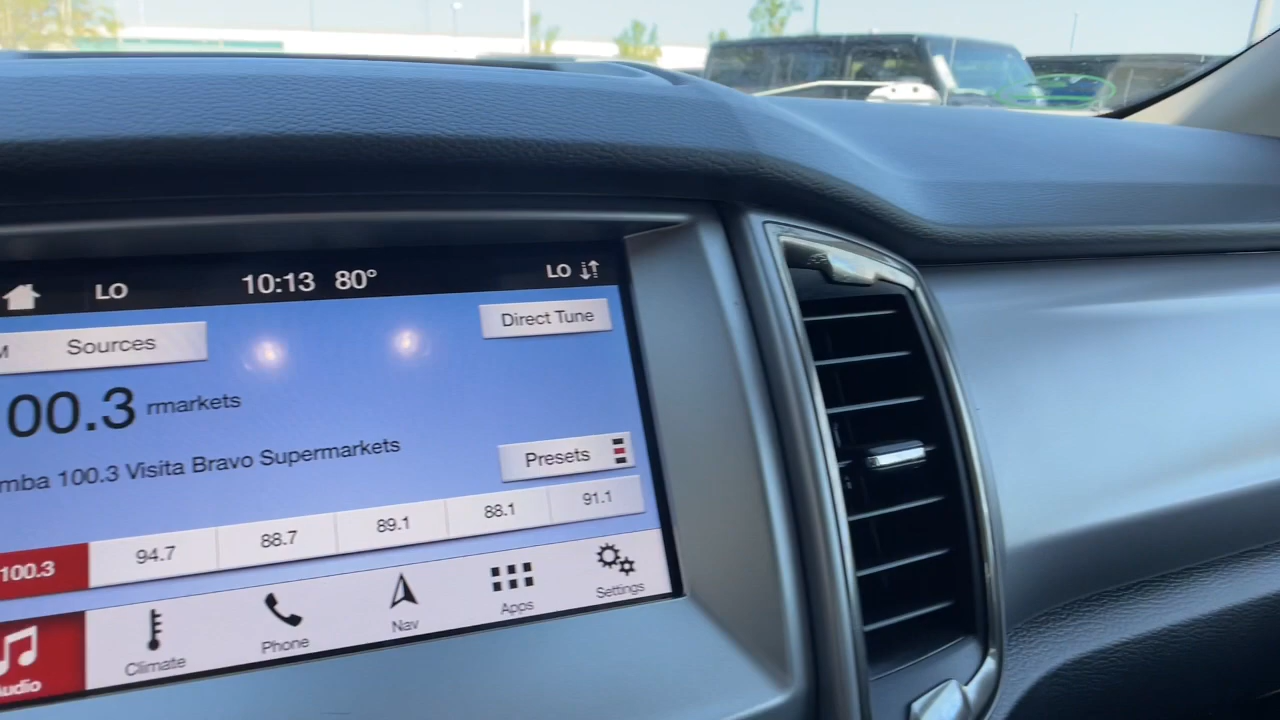 LO 10:13 80° LO
M Sources
Direct Tune
00.3 rmarkets
mba 100.3 Visita Bravo Supermarkets
Presets
100.3 94.7 88.7 89.1 88.1 91.1
Audio Climate Phone Nav Apps Settings